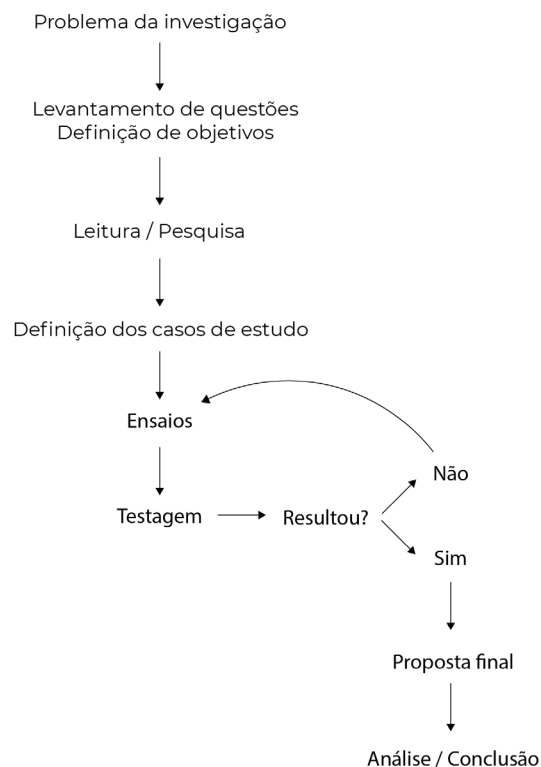 Problema da investigação
Levantamento de questões
Definição de objetivos
Leitura / Pesquisa
Definição dos casos de estudo
Ensaios
Testagem
Resultou?
Não
Sim
Proposta final
Análise / Conclusão